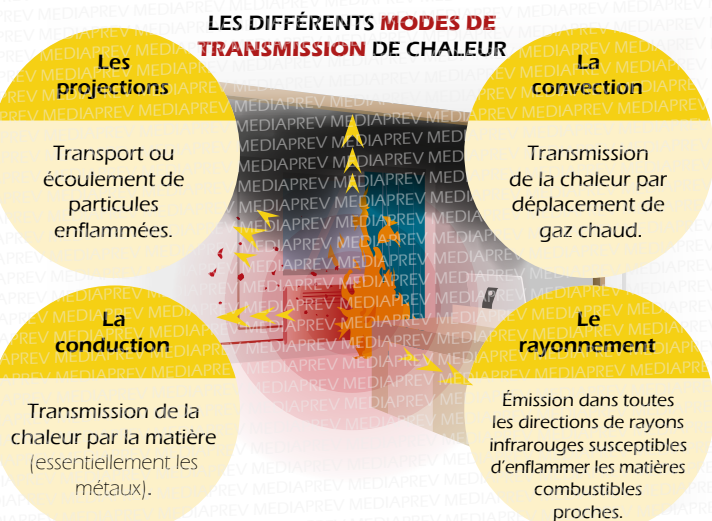 LES DIFFÉRENTS MODES DE
TRANSMISSION DE CHALEUR
Les
projections
Transport ou
écoulement de
particules
enflammées.
La
convection
Transmission
de la chaleur par
déplacement de
gaz chaud.
La
conduction
Transmission de la
chaleur par la matière
(essentiellement les
métaux).
Le
rayonnement
Émission dans toutes
les directions de rayons
infrarouges susceptibles
d'enflammer les matières
combustibles
proches.
MEDIAPREV